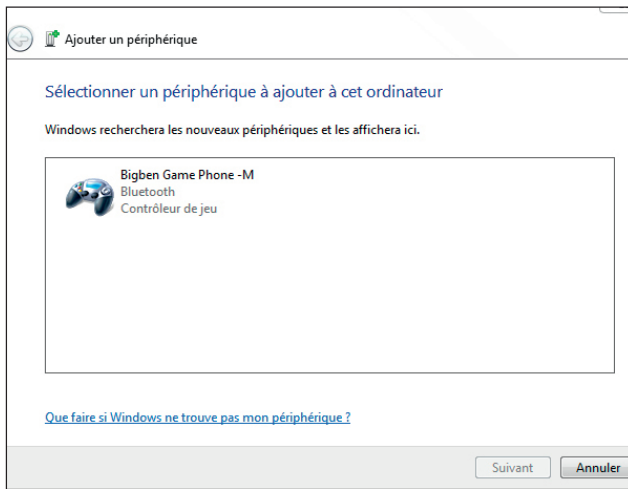 Ajouter un périphérique
Sélectionner un périphérique à ajouter à cet ordinateur
Windows recherchera les nouveaux périphériques et les affichera ici.
Bigben Game Phone -M
Bluetooth
Contrôleur de jeu
Que faire si Windows ne trouve pas mon périphérique ?
Suivant
Annuler